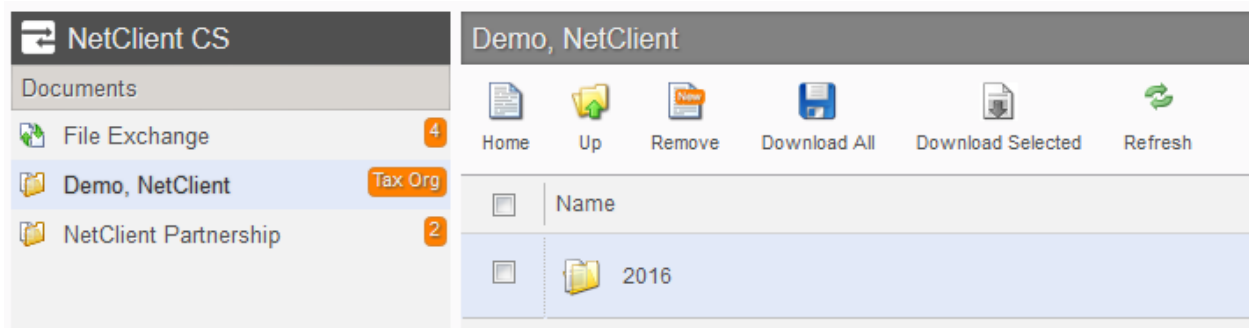 NetClient CS
Documents
File Exchange 4
Demo, NetClient Tax Org
NetClient Partnership 2
Demo, NetClient
New
Home Up Remove Download All Download Selected Refresh
Name
2016